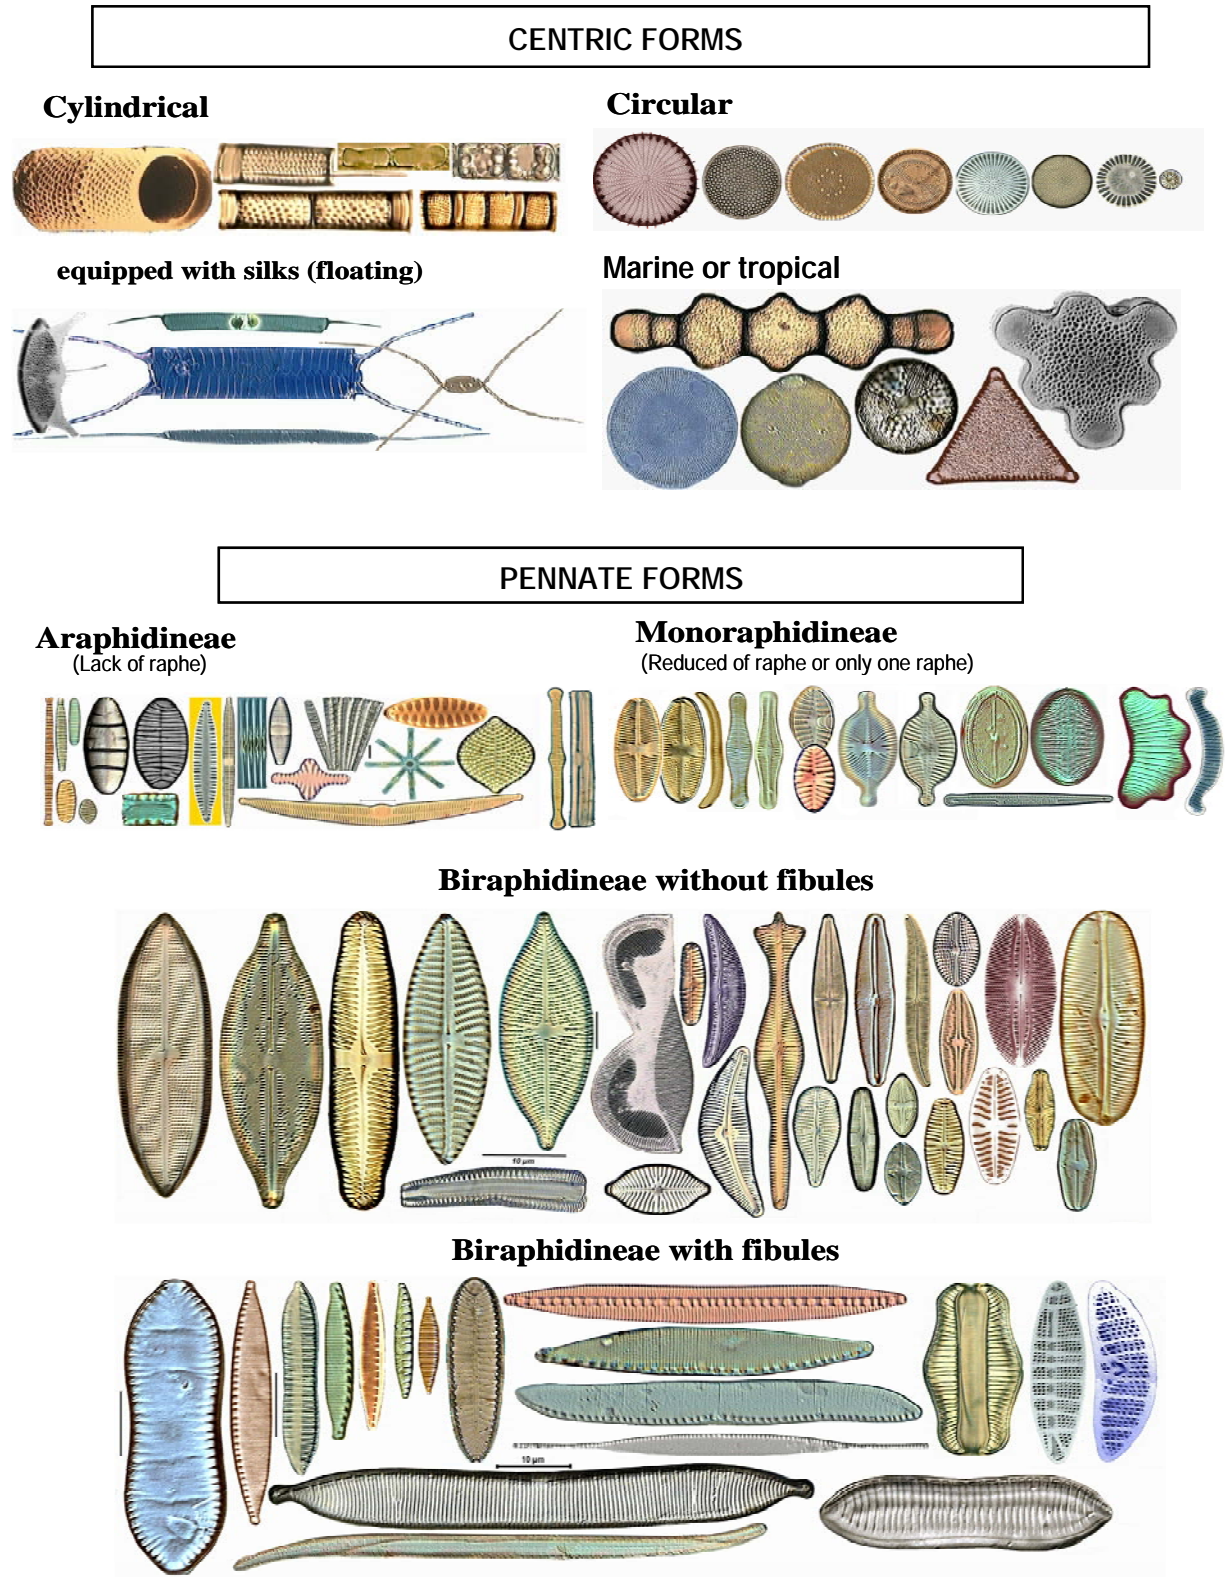 CENTRIC FORMS
Cylindrical
Circular
equipped with silks (floating)
Marine or tropical
PENNATE FORMS
Araphidineae
(Lack of raphe)
Monoraphidineae
(Reduced of raphe or only one raphe)
Biraphidineae without fibules
10 µm
Biraphidineae with fibules
10 µm